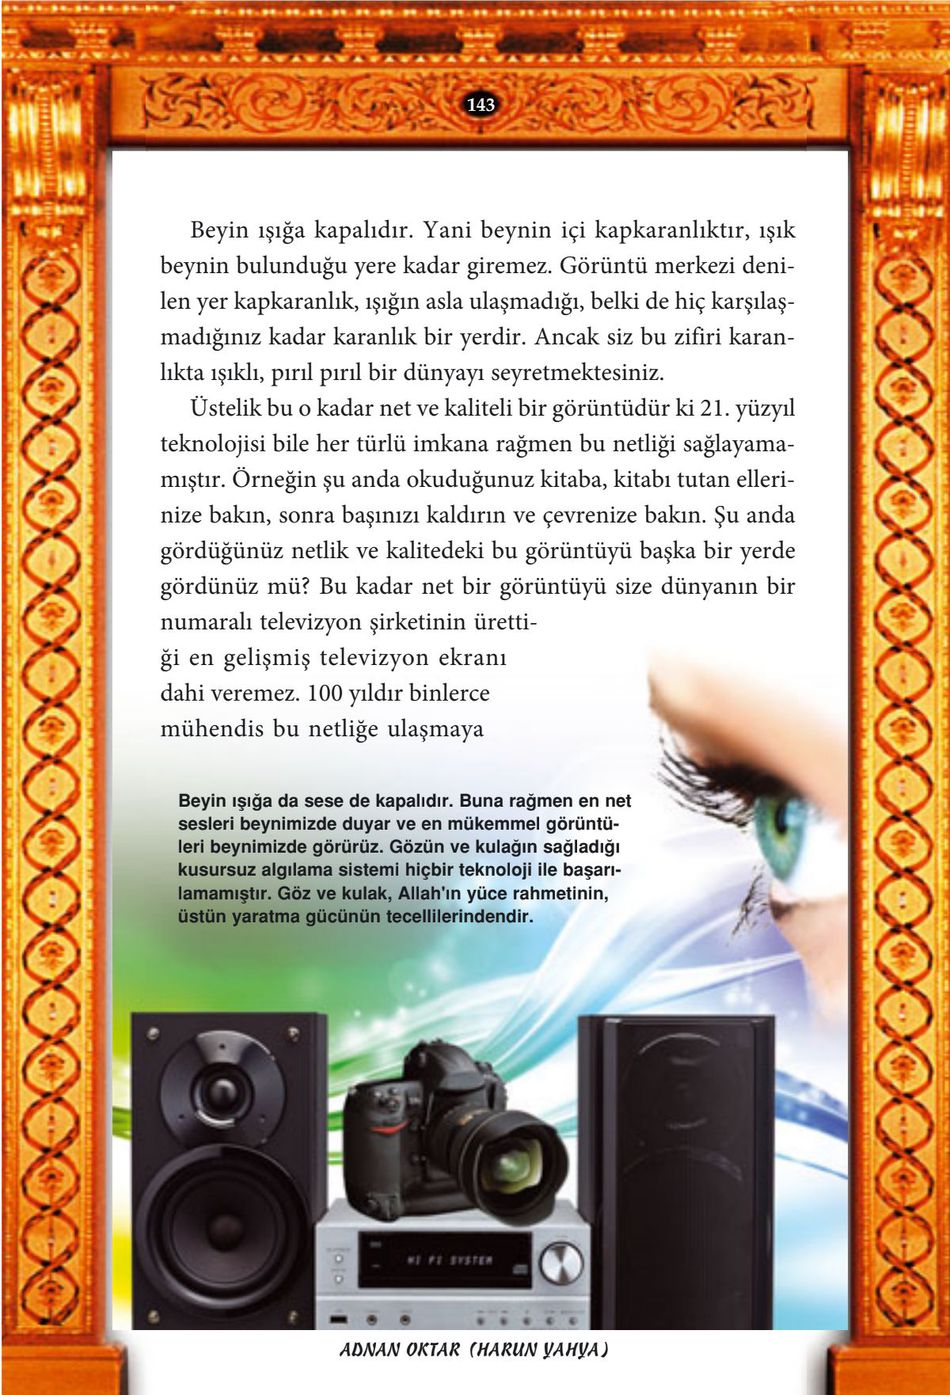 143
Beyin ışığa kapalıdır. Yani beynin içi kapkaranlıktır, ışık
beynin bulunduğu yere kadar giremez. Görüntü merkezi deni-
len yer kapkaranlık, ışığın asla ulaşmadığı, belki de hiç karşılaş-
madığınız kadar karanlık bir yerdir. Ancak siz bu zifiri karan-
lıkta ışıklı, pırıl pırıl bir dünyayı seyretmektesiniz.
Üstelik bu o kadar net ve kaliteli bir görüntüdür ki 21. yüzyıl
teknolojisi bile her türlü imkana rağmen bu netliği sağlayama-
mıştır. Örneğin şu anda okuduğunuz kitaba, kitabı tutan elleri-
nize bakın, sonra başınızı kaldırın ve çevrenize bakın. Şu anda
gördüğünüz netlik ve kalitedeki bu görüntüyü başka bir yerde
gördünüz mü? Bu kadar net bir görüntüyü size dünyanın bir
numaralı televizyon şirketinin üretti-
ği en gelişmiş televizyon ekranı
dahi veremez. 100 yıldır binlerce
mühendis bu netliğe ulaşmaya
Beyin ışığa da sese de kapalıdır. Buna rağmen en net
sesleri beynimizde duyar ve en mükemmel görüntü-
leri beynimizde görürüz. Gözün ve kulağın sağladığı
kusursuz algılama sistemi hiçbir teknoloji ile başarı-
lamamıştır. Göz ve kulak, Allah'ın yüce rahmetinin,
üstün yaratma gücünün tecellilerindendir.
HI FI SYSTEM
ADNAN OKTAR (HARUN YAHYA)